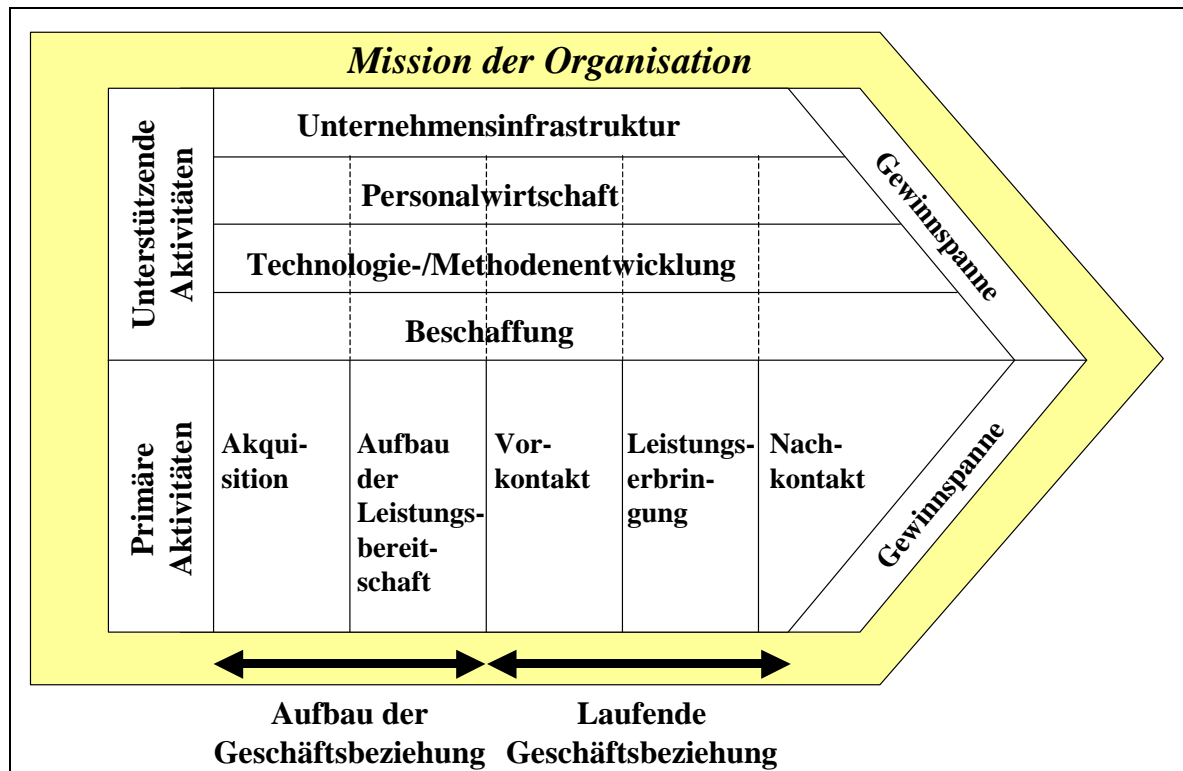 Mission der Organisation
Unterstützende
Aktivitäten
Unternehmensinfrastruktur
Personalwirtschaft
Technologie-/Methodenentwicklung
Beschaffung
Gewinnspanne
Primäre
Aktivitäten
Akqui-
sition
Aufbau
der
Leistungs-
bereit-
schaft
Vor-
kontakt
Leistungs-
erbrin-
gung
Nach-
kontakt
Gewinnspanne
Aufbau der
Geschäftsbeziehung
Laufende
Geschäftsbeziehung